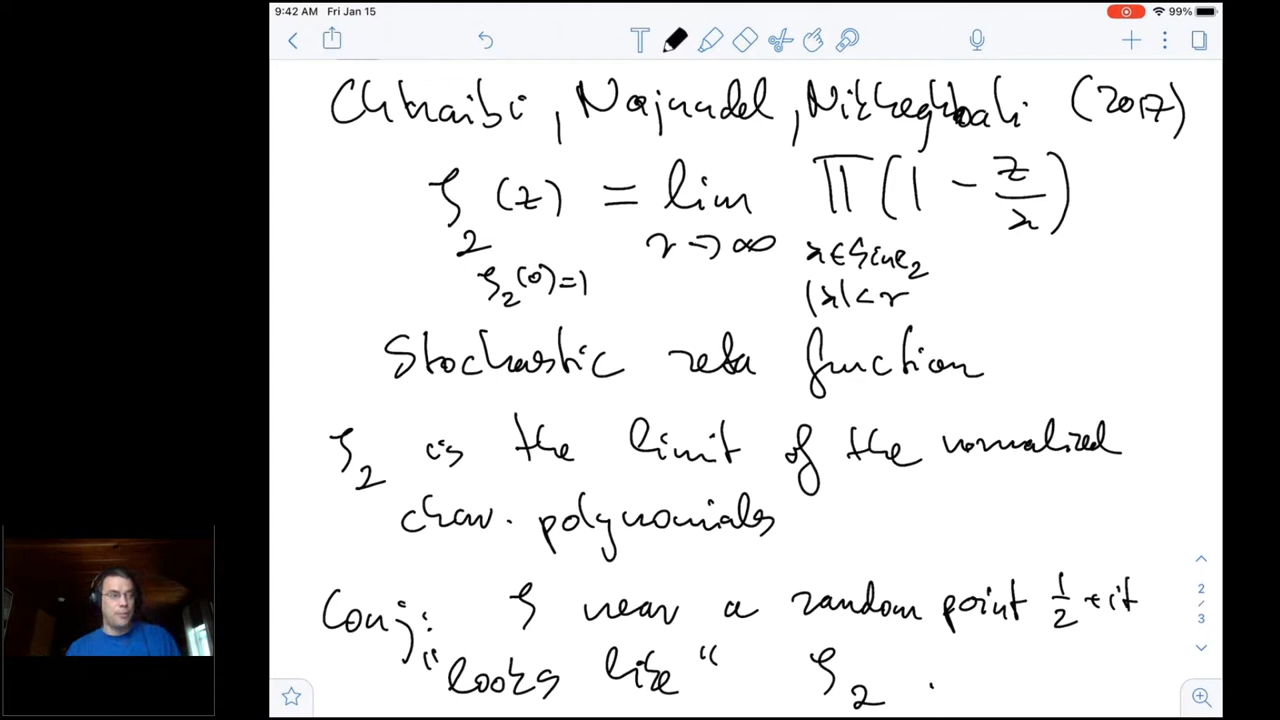 9:42 AM Fri Jan 15 99%
Chhaibi, Najnudel, Nikeghbali (2017)
ζ₂(z) = lim r→∞ ∏ λ∈Sine₂ |λ|<r (1 − z/λ)
ζ₂(0)=1
Stochastic zeta function
ζ₂ is the limit of the normalized
char. polynomials
Conj: ζ near a random point 1/2 + it
"looks like" ζ₂.
2/3